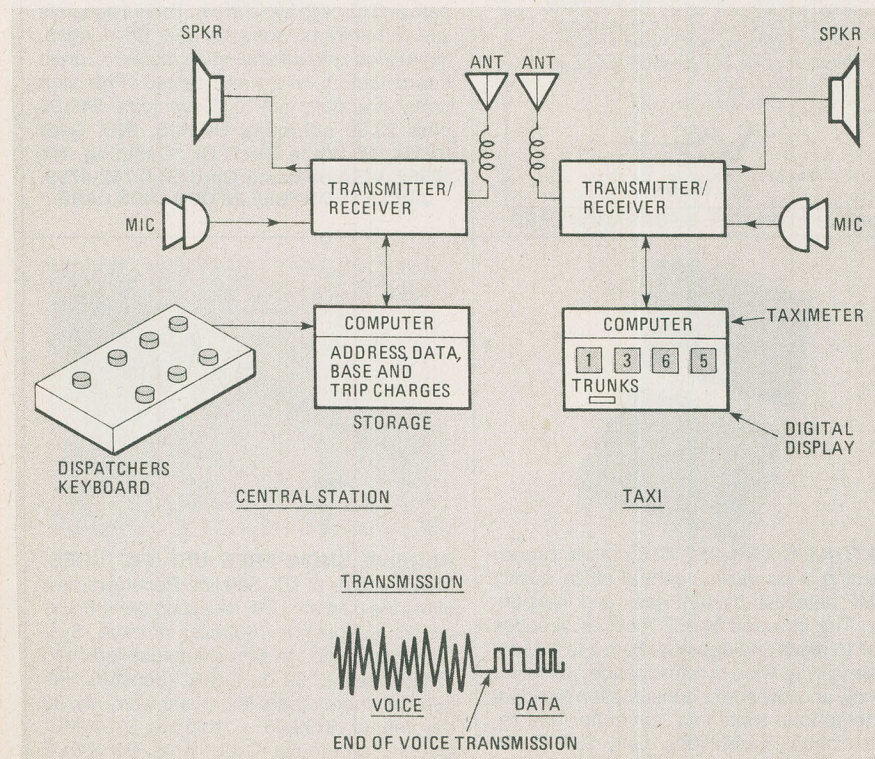 SPKR
SPKR
ANT ANT
TRANSMITTER/
RECEIVER
TRANSMITTER/
RECEIVER
MIC
MIC
COMPUTER
ADDRESS, DATA,
BASE AND
TRIP CHARGES
STORAGE
COMPUTER
1 3 6 5
TRUNKS
TAXIMETER
DIGITAL
DISPLAY
DISPATCHERS
KEYBOARD
CENTRAL STATION
TAXI
TRANSMISSION
VOICE
DATA
END OF VOICE TRANSMISSION